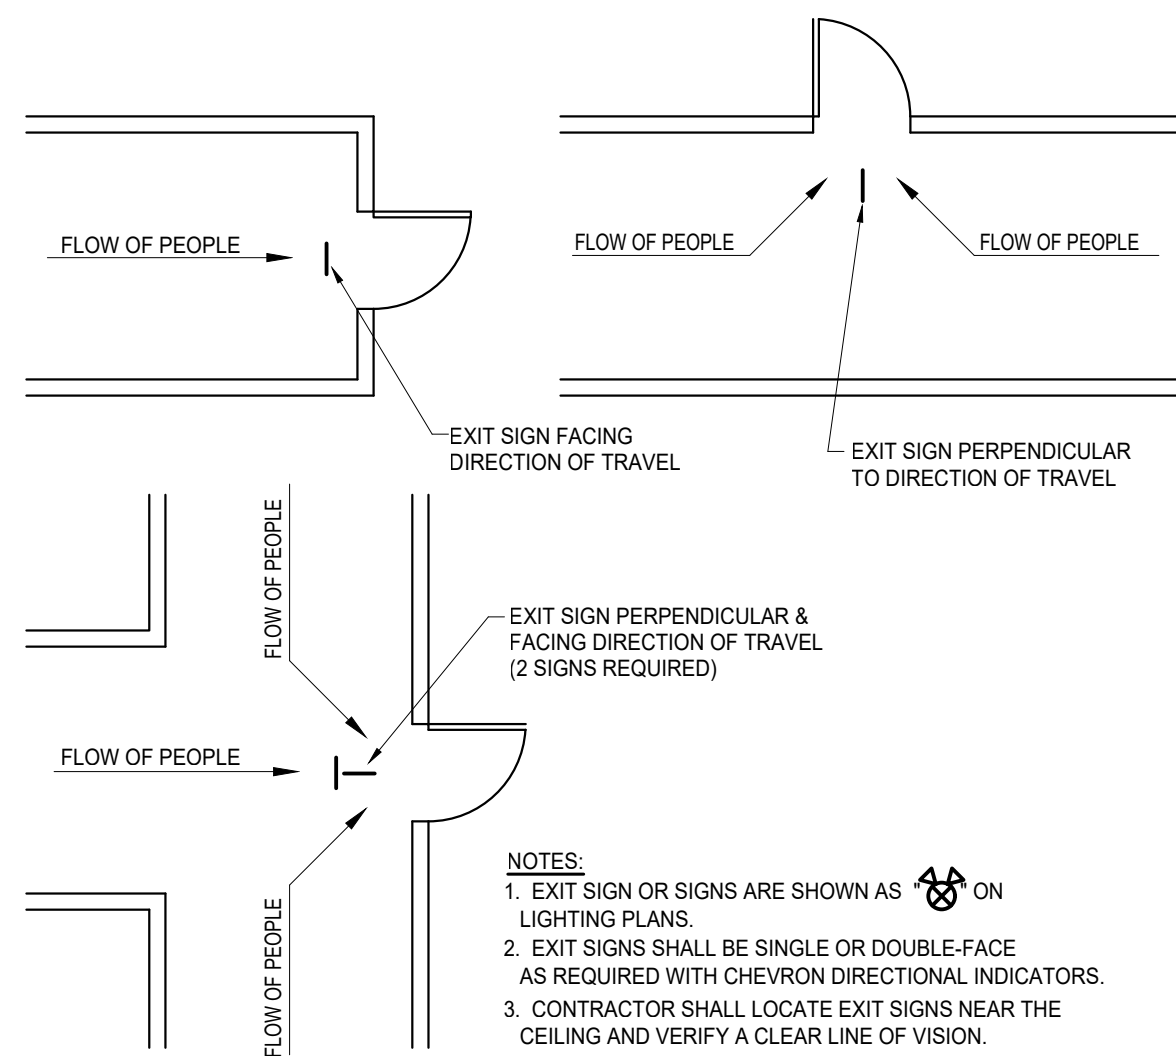 FLOW OF PEOPLE
EXIT SIGN FACING
DIRECTION OF TRAVEL
FLOW OF PEOPLE
FLOW OF PEOPLE
EXIT SIGN PERPENDICULAR
TO DIRECTION OF TRAVEL
FLOW OF PEOPLE
EXIT SIGN PERPENDICULAR &
FACING DIRECTION OF TRAVEL
(2 SIGNS REQUIRED)
FLOW OF PEOPLE
FLOW OF PEOPLE
NOTES:
1. EXIT SIGN OR SIGNS ARE SHOWN AS " " ON
LIGHTING PLANS.
2. EXIT SIGNS SHALL BE SINGLE OR DOUBLE-FACE
AS REQUIRED WITH CHEVRON DIRECTIONAL INDICATORS.
3. CONTRACTOR SHALL LOCATE EXIT SIGNS NEAR THE
CEILING AND VERIFY A CLEAR LINE OF VISION.